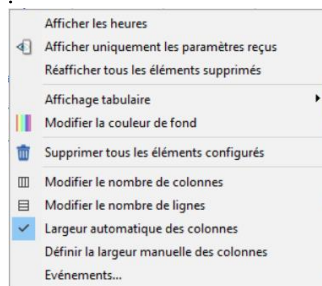 Afficher les heures
Afficher uniquement les paramètres reçus
Réafficher tous les éléments supprimés
Affichage tabulaire
Modifier la couleur de fond
Supprimer tous les éléments configurés
Modifier le nombre de colonnes
Modifier le nombre de lignes
Largeur automatique des colonnes
Définir la largeur manuelle des colonnes
Evénements...